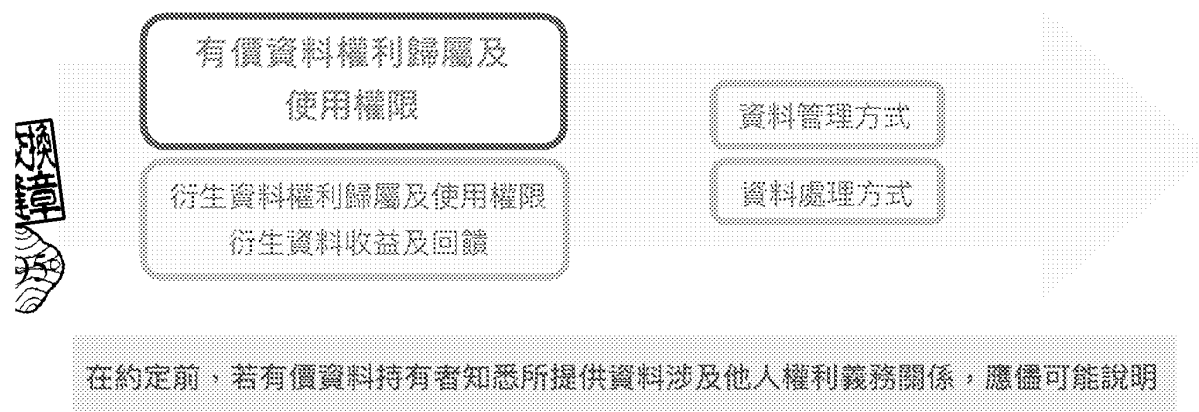 有價資料權利歸屬及
使用權限
資料管理方式
衍生資料權利歸屬及使用權限
衍生資料收益及回饋
資料處理方式
在約定前、若有價資料持有者知悉所提供資料涉及他人權利義務關係，應儘可能說明
換
章